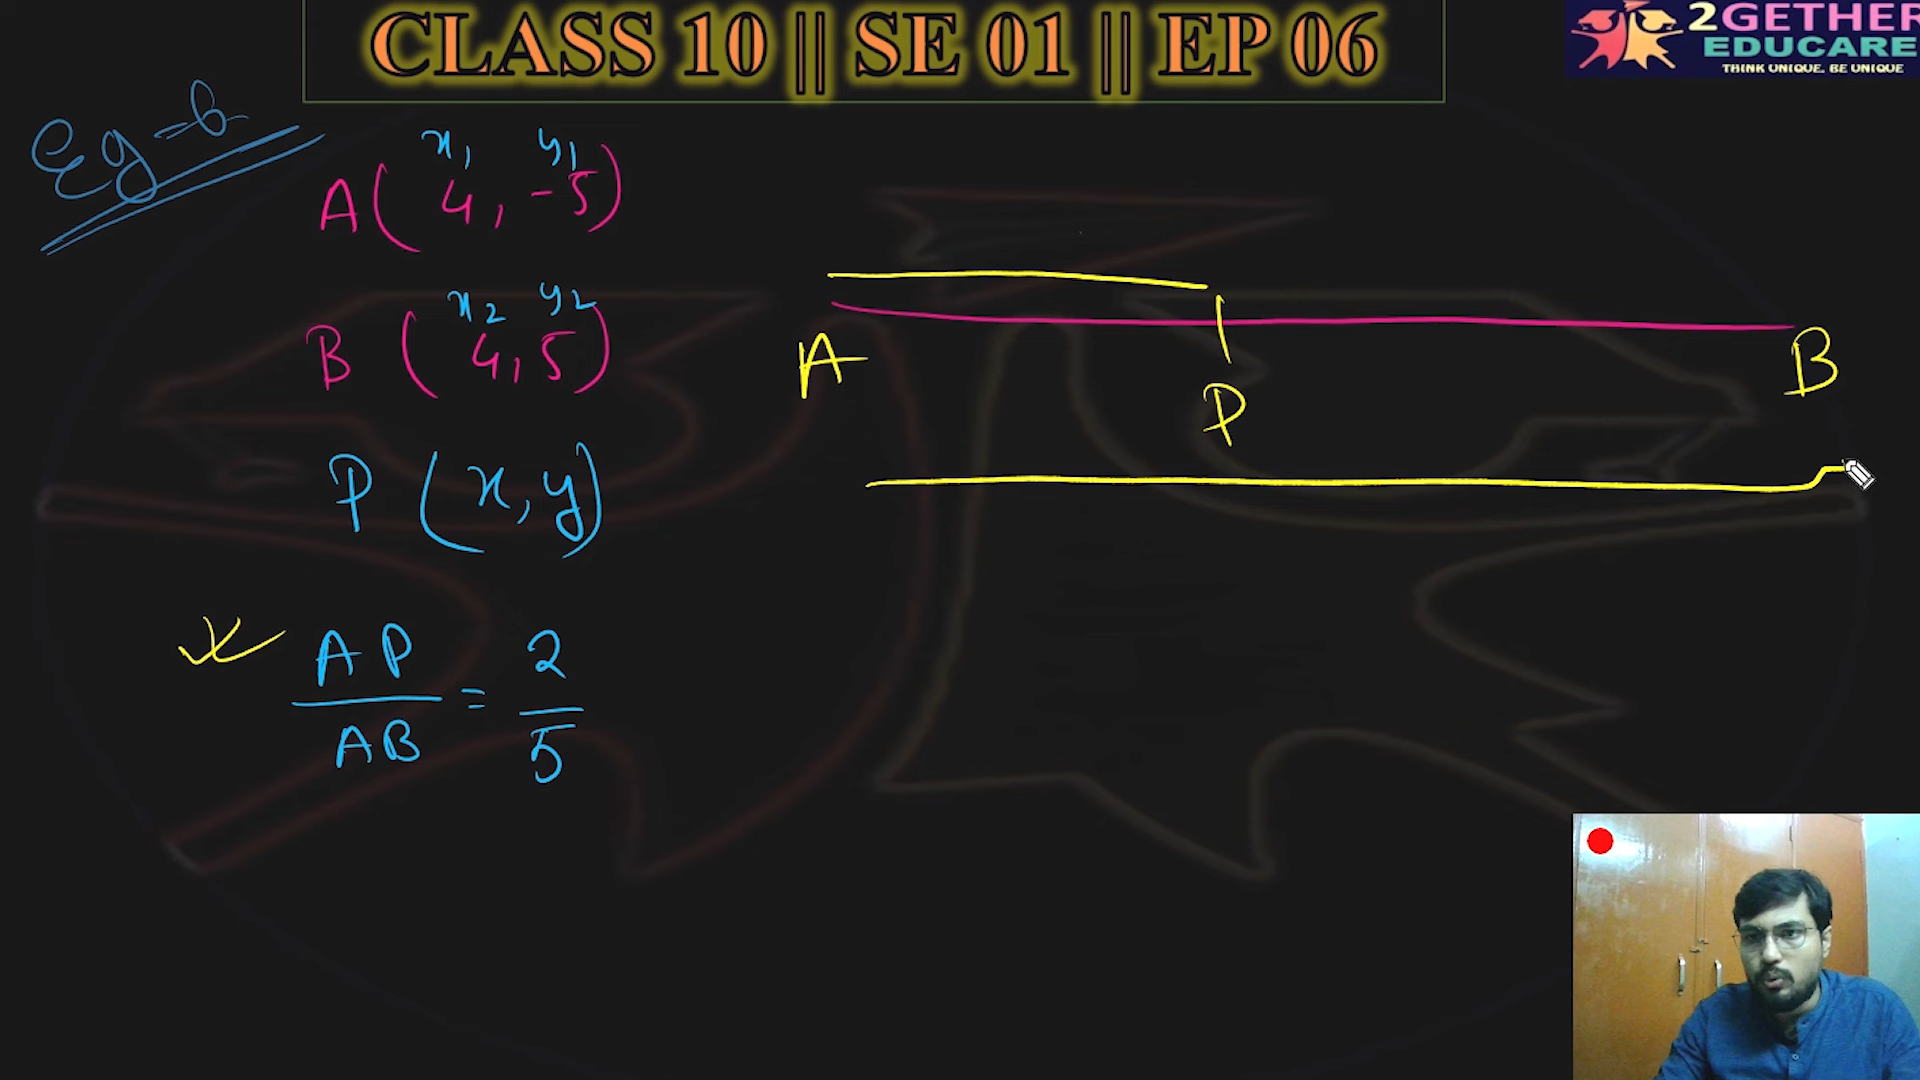 CLASS 10 || SE 01 || EP 06
2GETHER
EDUCARE
THINK UNIQUE, BE UNIQUE
Eg-6
x1 y1
A(4, -5)
x2 y2
B (4, 5)
P (x, y)
AP/AB = 2/5
A P B